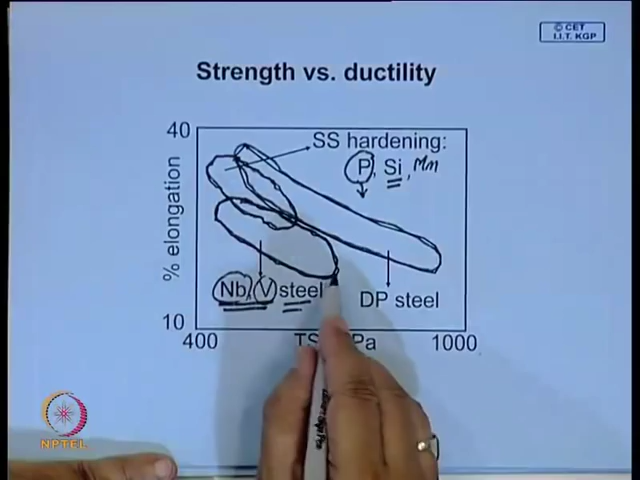 © CET
I.I.T. KGP
Strength vs. ductility
40
SS hardening:
P, Si, Mn
% elongation
Nb, V steel
DP steel
10
400
1000
NPTEL